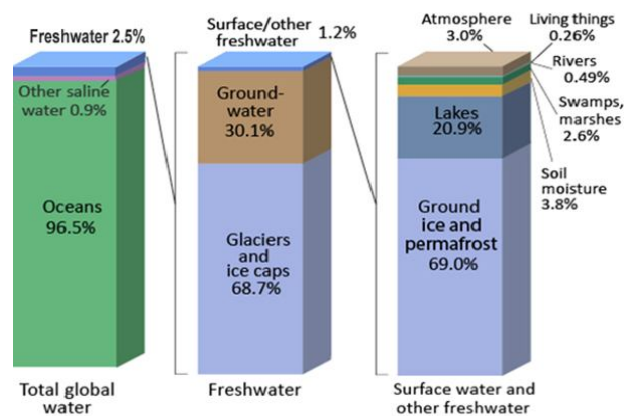 Freshwater 2.5%
Other saline
water 0.9%
Oceans
96.5%
Total global
water
Surface/other
freshwater
1.2%
Ground-
water
30.1%
Glaciers
and
ice caps
68.7%
Freshwater
Atmosphere
3.0%
Living things
0.26%
Rivers
0.49%
Swamps,
marshes
2.6%
Soil
moisture
3.8%
Lakes
20.9%
Ground
ice and
permafrost
69.0%
Surface water and
other freshwater